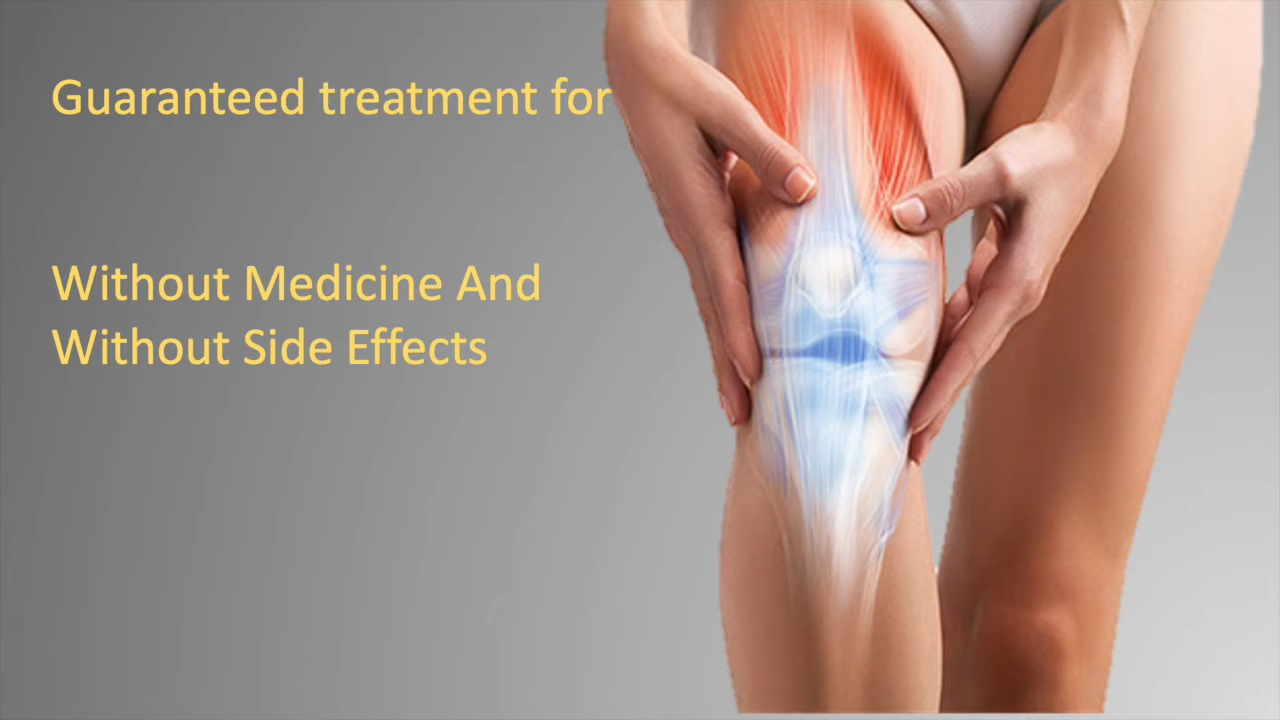 Guaranteed treatment for
Without Medicine And
Without Side Effects